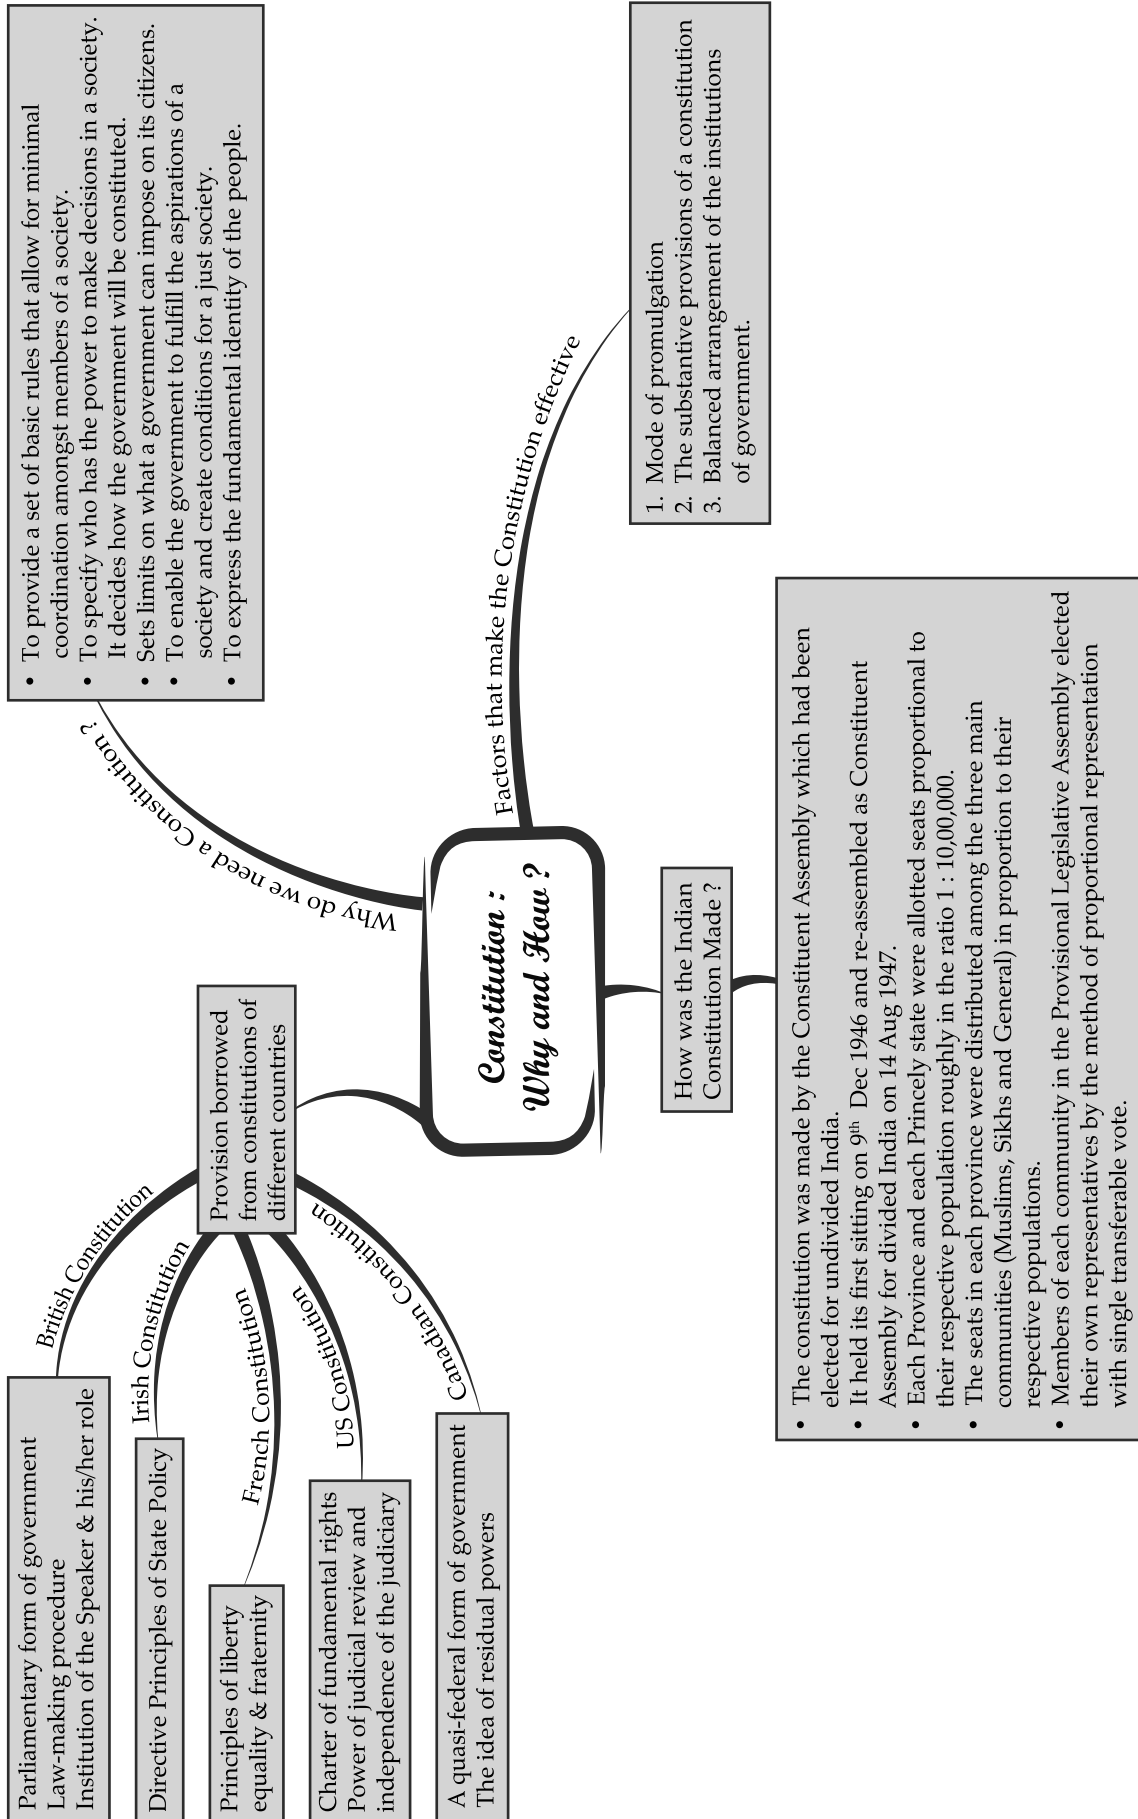 Constitution :
Why and How ?
Why do we need a Constitution ?
• To provide a set of basic rules that allow for minimal
coordination amongst members of a society.
• To specify who has the power to make decisions in a society.
It decides how the government will be constituted.
• Sets limits on what a government can impose on its citizens.
• To enable the government to fulfill the aspirations of a
society and create conditions for a just society.
• To express the fundamental identity of the people.
Factors that make the Constitution effective
1. Mode of promulgation
2. The substantive provisions of a constitution
3. Balanced arrangement of the institutions
of government.
How was the Indian
Constitution Made ?
• The constitution was made by the Constituent Assembly which had been
elected for undivided India.
• It held its first sitting on 9th Dec 1946 and re-assembled as Constituent
Assembly for divided India on 14 Aug 1947.
• Each Province and each Princely state were allotted seats proportional to
their respective population roughly in the ratio 1 : 10,00,000.
• The seats in each province were distributed among the three main
communities (Muslims, Sikhs and General) in proportion to their
respective populations.
• Members of each community in the Provisional Legislative Assembly elected
their own representatives by the method of proportional representation
with single transferable vote.
Provision borrowed
from constitutions of
different countries
British Constitution
Parliamentary form of government
Law-making procedure
Institution of the Speaker & his/her role
Irish Constitution
Directive Principles of State Policy
French Constitution
Principles of liberty
equality & fraternity
US Constitution
Charter of fundamental rights
Power of judicial review and
independence of the judiciary
Canadian Constitution
A quasi-federal form of government
The idea of residual powers